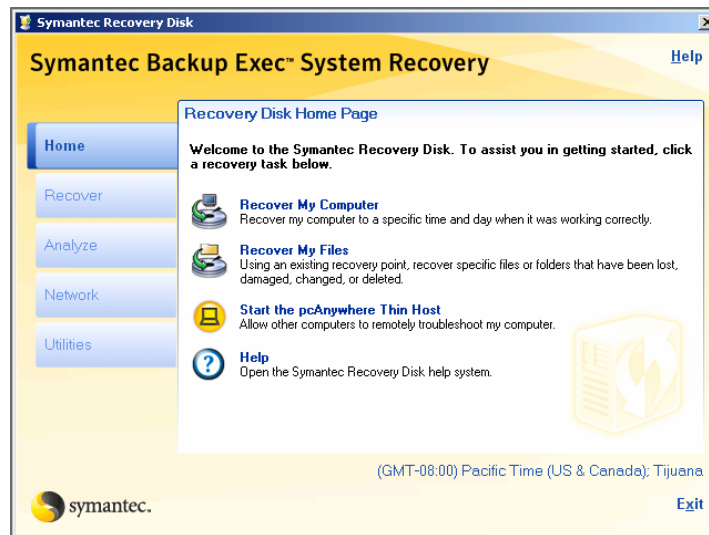 Symantec Recovery Disk
Symantec Backup Exec™ System Recovery
Help
Recovery Disk Home Page
Home
Welcome to the Symantec Recovery Disk. To assist you in getting started, click
a recovery task below.
Recover
Recover My Computer
Recover my computer to a specific time and day when it was working correctly.
Analyze
Recover My Files
Using an existing recovery point, recover specific files or folders that have been lost,
damaged, changed, or deleted.
Network
Start the pcAnywhere Thin Host
Allow other computers to remotely troubleshoot my computer.
Utilities
Help
Open the Symantec Recovery Disk help system.
(GMT-08:00) Pacific Time (US & Canada); Tijuana
symantec.
Exit